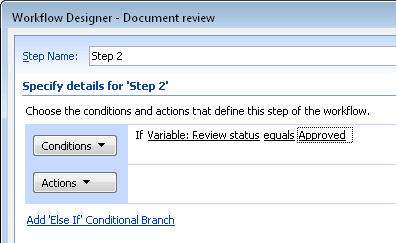 Workflow Designer - Document review
Step Name: Step 2
Specify details for 'Step 2'
Choose the conditions and actions that define this step of the workflow.
Conditions
If Variable: Review status equals Approved
Actions
Add 'Else If' Conditional Branch